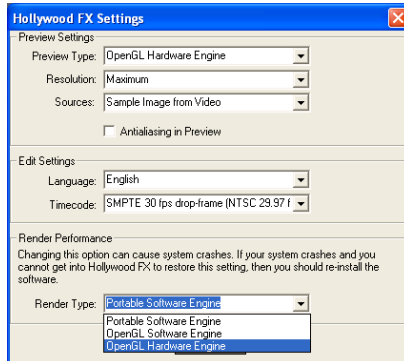 Hollywood FX Settings
Preview Settings
Preview Type: OpenGL Hardware Engine
Resolution: Maximum
Sources: Sample Image from Video
Antialiasing in Preview
Edit Settings
Language: English
Timecode: SMPTE 30 fps drop-frame (NTSC 29.97 f
Render Performance
Changing this option can cause system crashes. If your system crashes and you
cannot get into Hollywood FX to restore this setting, then you should re-install the
software.
Render Type: Portable Software Engine
Portable Software Engine
OpenGL Software Engine
OpenGL Hardware Engine